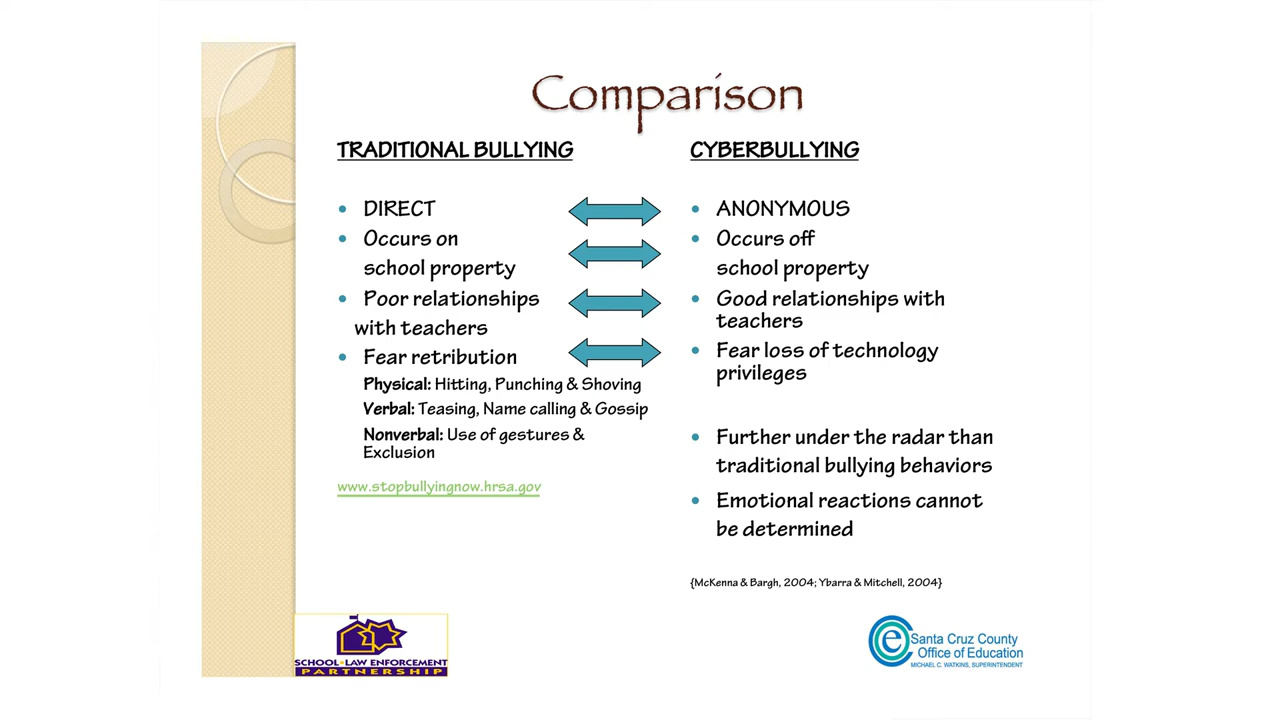 Comparison
TRADITIONAL BULLYING
• DIRECT
• Occurs on
school property
• Poor relationships
with teachers
• Fear retribution
Physical: Hitting, Punching & Shoving
Verbal: Teasing, Name calling & Gossip
Nonverbal: Use of gestures &
Exclusion
www.stopbullyingnow.hrsa.gov
CYBERBULLYING
• ANONYMOUS
• Occurs off
school property
• Good relationships with
teachers
• Fear loss of technology
privileges
• Further under the radar than
traditional bullying behaviors
• Emotional reactions cannot
be determined
{McKenna & Bargh, 2004; Ybarra & Mitchell, 2004}
SCHOOL LAW ENFORCEMENT
PARTNERSHIP
e
Santa Cruz County
Office of Education
MICHAEL C. WATKINS, SUPERINTENDENT